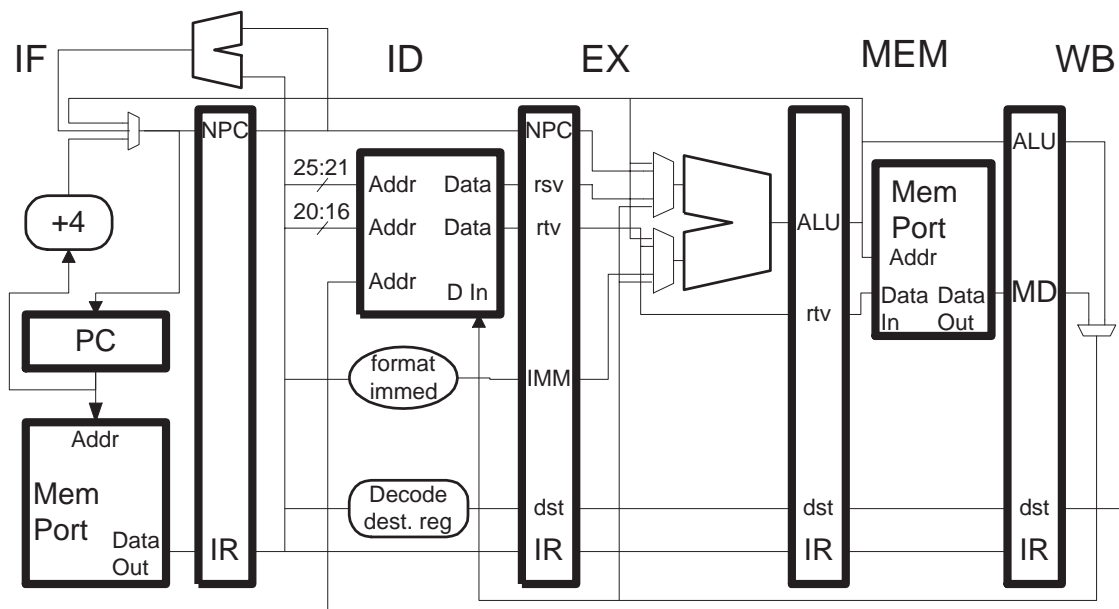 IF
ID
EX
MEM
WB
NPC
NPC
ALU
25:21
Addr
Data
rsv
Mem
Port
+4
20:16
Addr
Data
rtv
ALU
Addr
Addr
D In
Data
In
Data
Out
MD
rtv
PC
format
immed
IMM
Addr
Mem
Port
Decode
dest. reg
dst
dst
dst
Data
Out
IR
IR
IR
IR